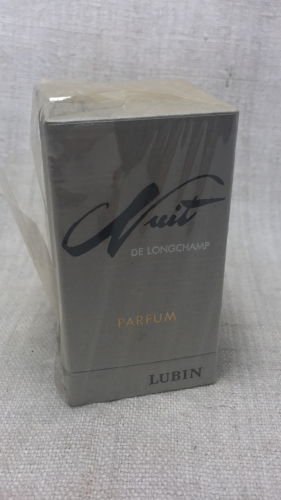 Nuit
DE LONGCHAMP
PARFUM
LUBIN